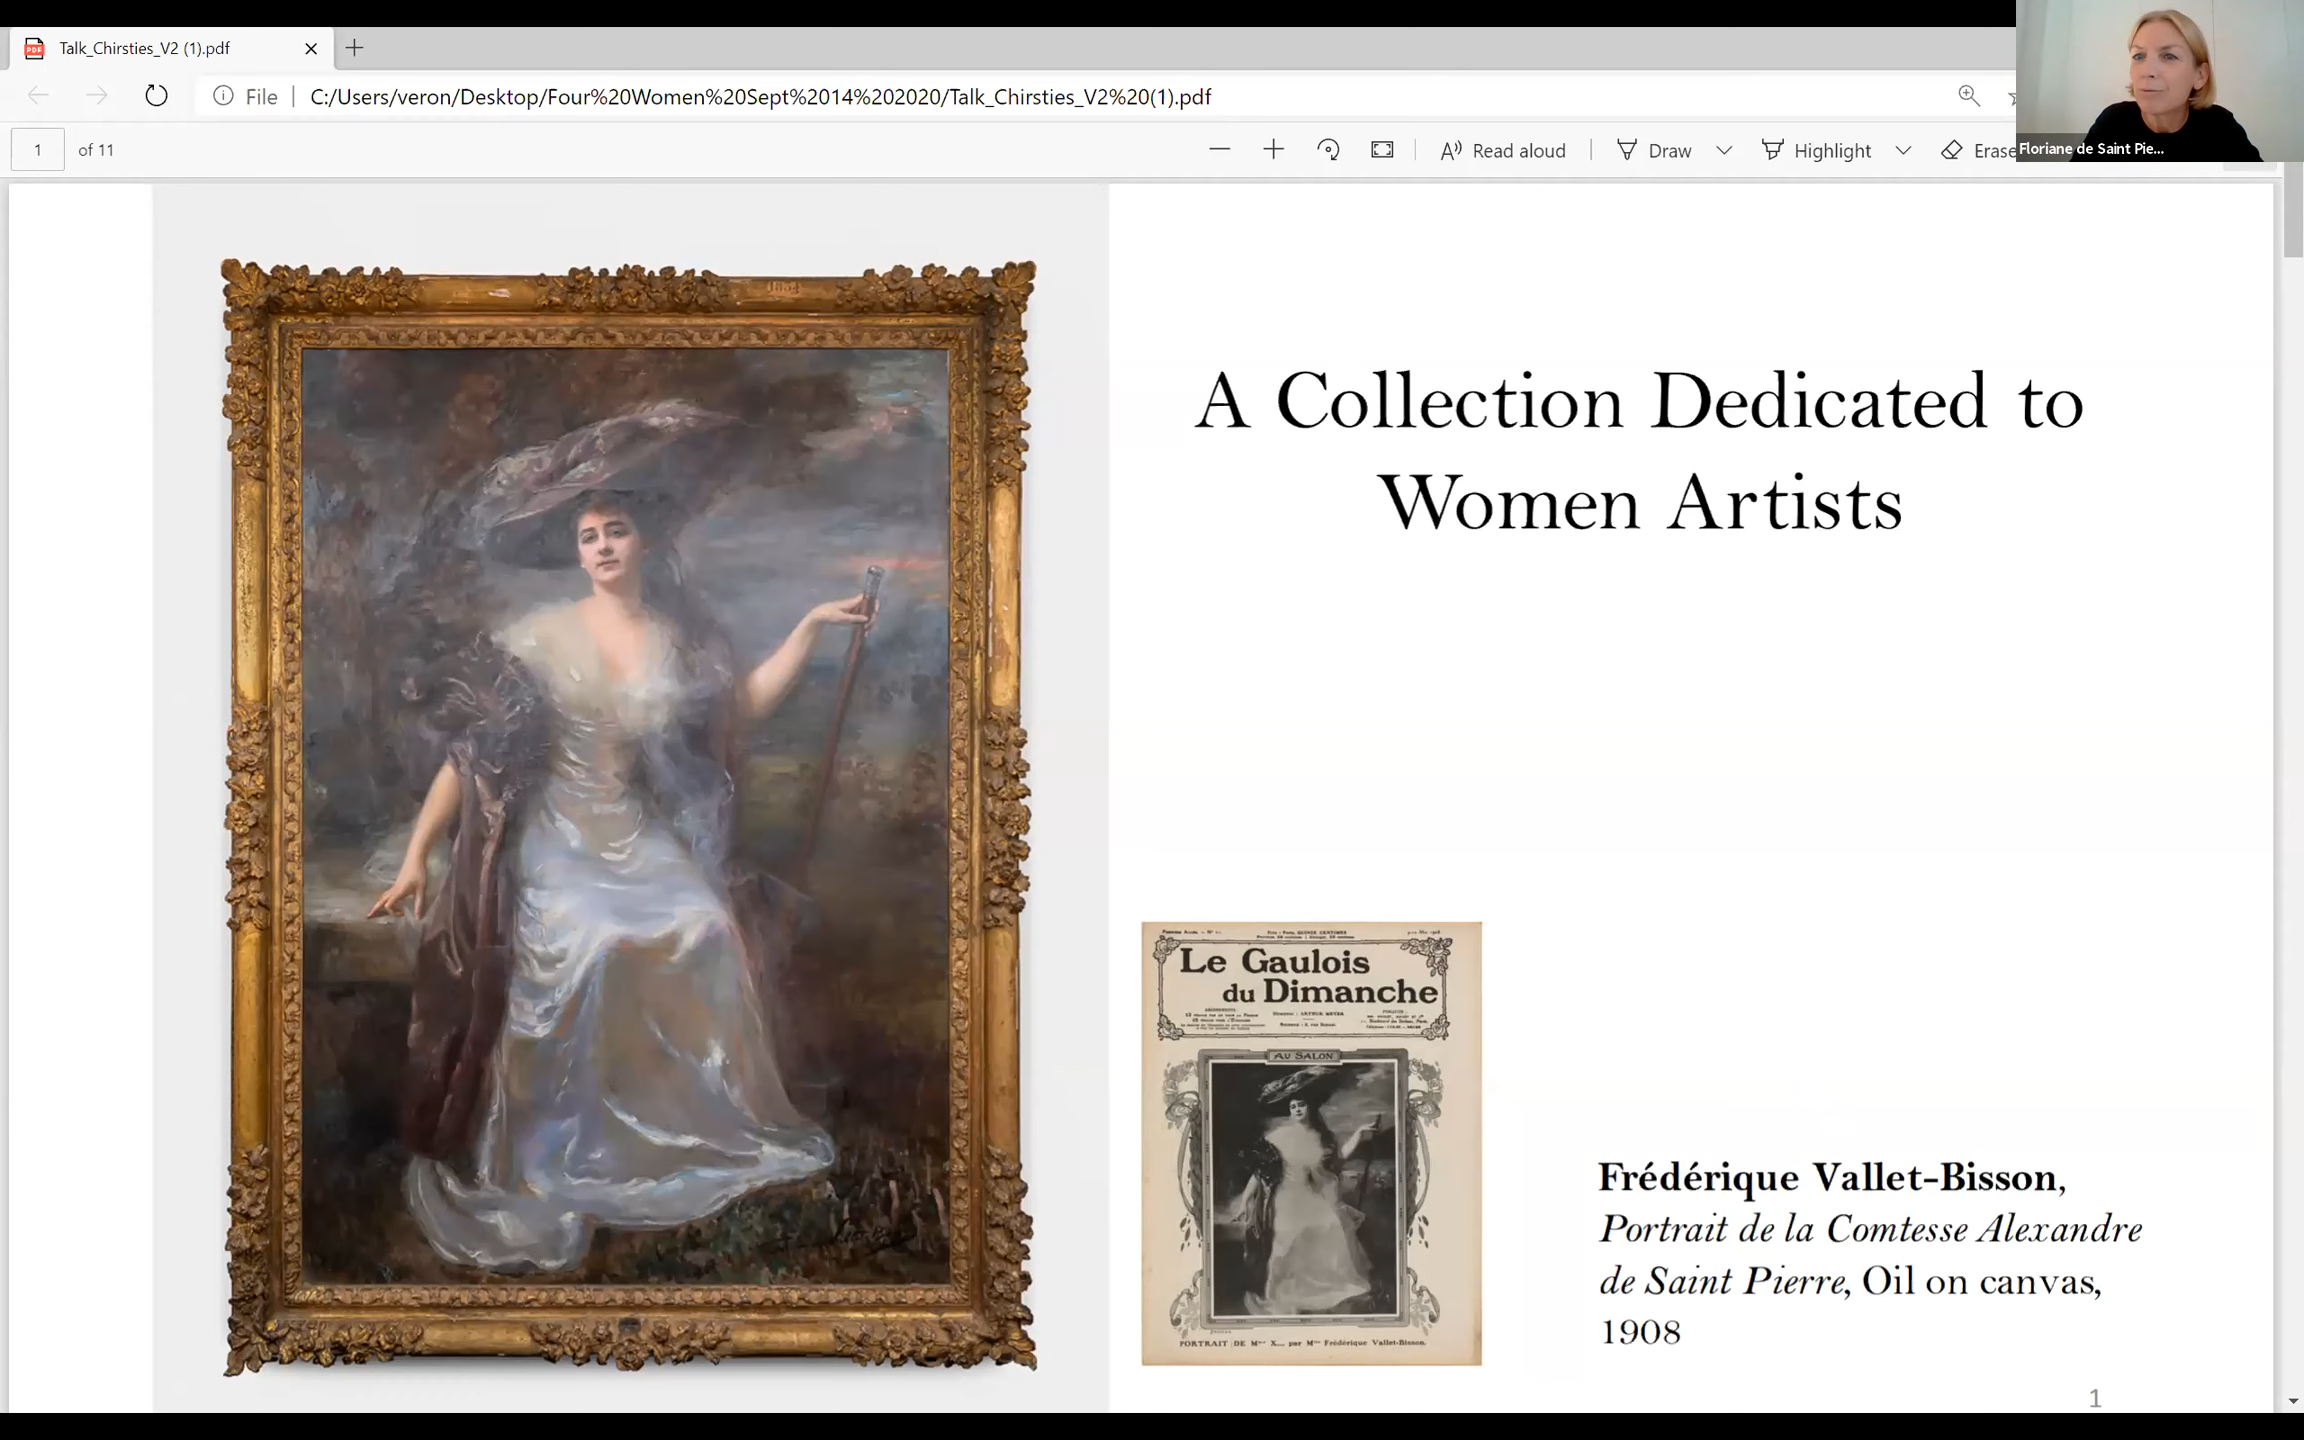 Talk_Chirsties_V2 (1).pdf
File
C:/Users/veron/Desktop/Four%20Women%20Sept%2014%202020/Talk_Chirsties_V2%20(1).pdf
1 of 11
Read aloud
Draw
Highlight
Erase
Floriane de Saint Pie...
1853
A Collection Dedicated to
Women Artists
Le Gaulois
du Dimanche
AU SALON
PORTRAIT DE Mme X... par Mme Frédérique Vallet-Bisson.
Frédérique Vallet-Bisson,
Portrait de la Comtesse Alexandre
de Saint Pierre, Oil on canvas,
1908
1